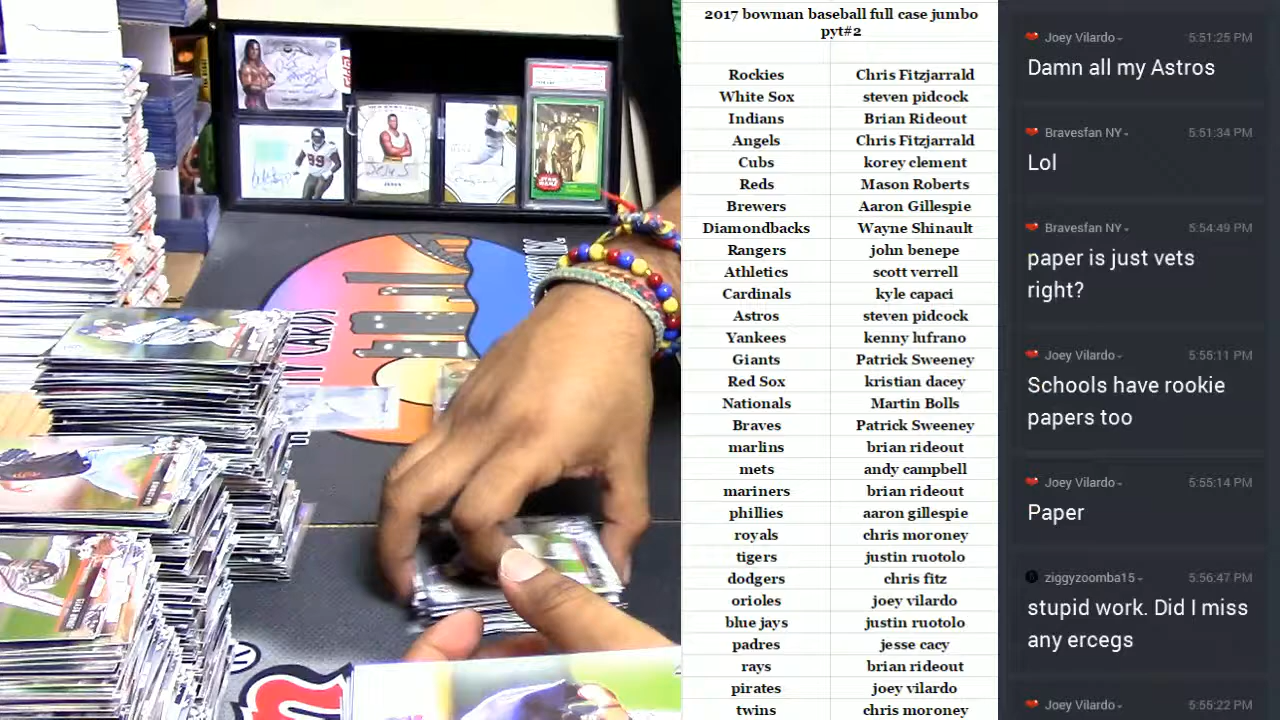 2017 bowman baseball full case jumbo
pyt#2
Rockies Chris Fitzjarrald
White Sox steven pidcock
Indians Brian Rideout
Angels Chris Fitzjarrald
Cubs korey clement
Reds Mason Roberts
Brewers Aaron Gillespie
Diamondbacks Wayne Shinault
Rangers john benepe
Athletics scott verrell
Cardinals kyle capaci
Astros steven pidcock
Yankees kenny lufrano
Giants Patrick Sweeney
Red Sox kristian dacey
Nationals Martin Bolls
Braves Patrick Sweeney
marlins brian rideout
mets andy campbell
mariners brian rideout
phillies aaron gillespie
royals chris moroney
tigers justin ruotolo
dodgers chris fitz
orioles joey vilardo
blue jays justin ruotolo
padres jesse cacy
rays brian rideout
pirates joey vilardo
twins chris moroney
Joey Vilardo 5:51:25 PM
Damn all my Astros
Bravesfan NY 5:51:34 PM
Lol
Bravesfan NY 5:54:49 PM
paper is just vets
right?
Joey Vilardo 5:55:11 PM
Schools have rookie
papers too
Joey Vilardo 5:55:14 PM
Paper
ziggyzoomba15 5:56:47 PM
stupid work. Did I miss
any ercegs
Joey Vilardo 5:55:22 PM
STAR WARS
99